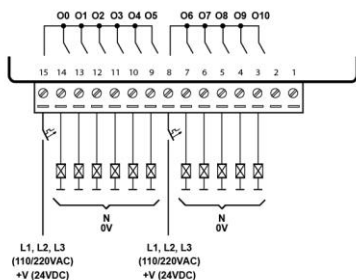 O0 O1 O2 O3 O4 O5 O6 O7 O8 O9 O10
15 14 13 12 11 10 9 8 7 6 5 4 3 2 1
N N
0V 0V
L1, L2, L3 L1, L2, L3
(110/220VAC) (110/220VAC)
+V (24DC) +V (24DC)